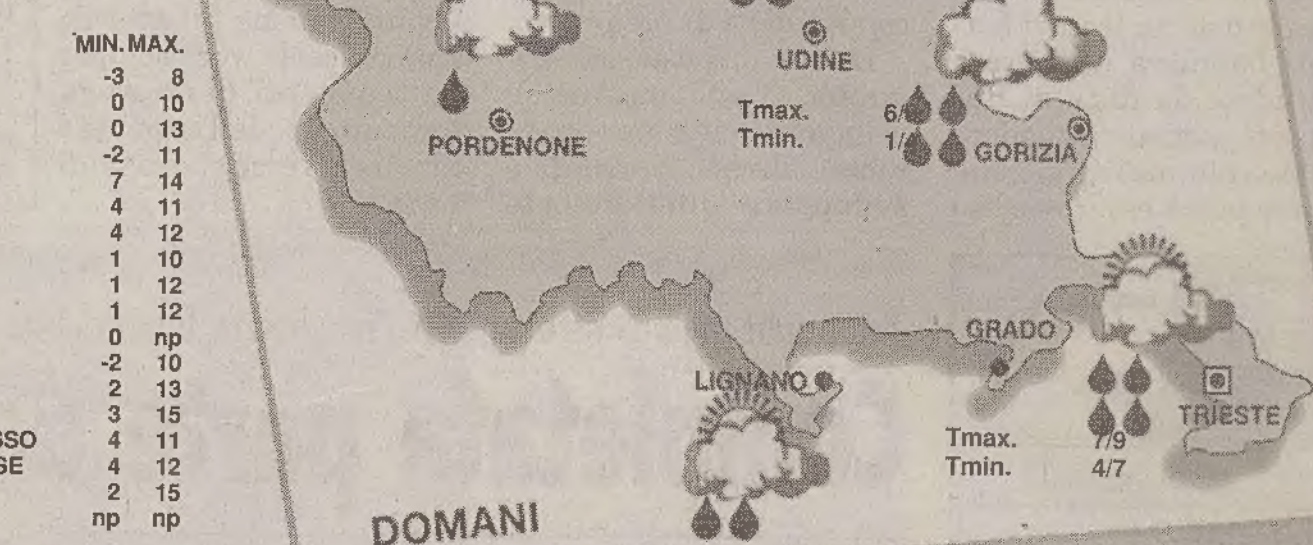 MIN. MAX.
-3 8
0 10
0 13
-2 11
7 14
4 11
4 12
1 10
1 12
1 12
0 np
-2 10
2 13
3 15
4 11
4 12
2 15
np np
UDINE
PORDENONE
Tmax. 6/
Tmin. 1/
GORIZIA
GRADO
LIGNANO
TRIESTE
Tmax. 7/9
Tmin. 4/7
DOMANI